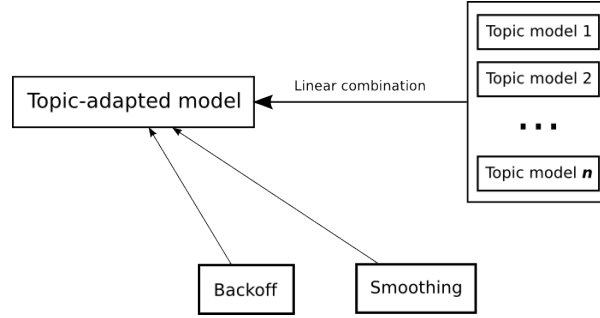 Topic model 1
Topic model 2
Linear combination
Topic-adapted model
...
Topic model n
Backoff
Smoothing